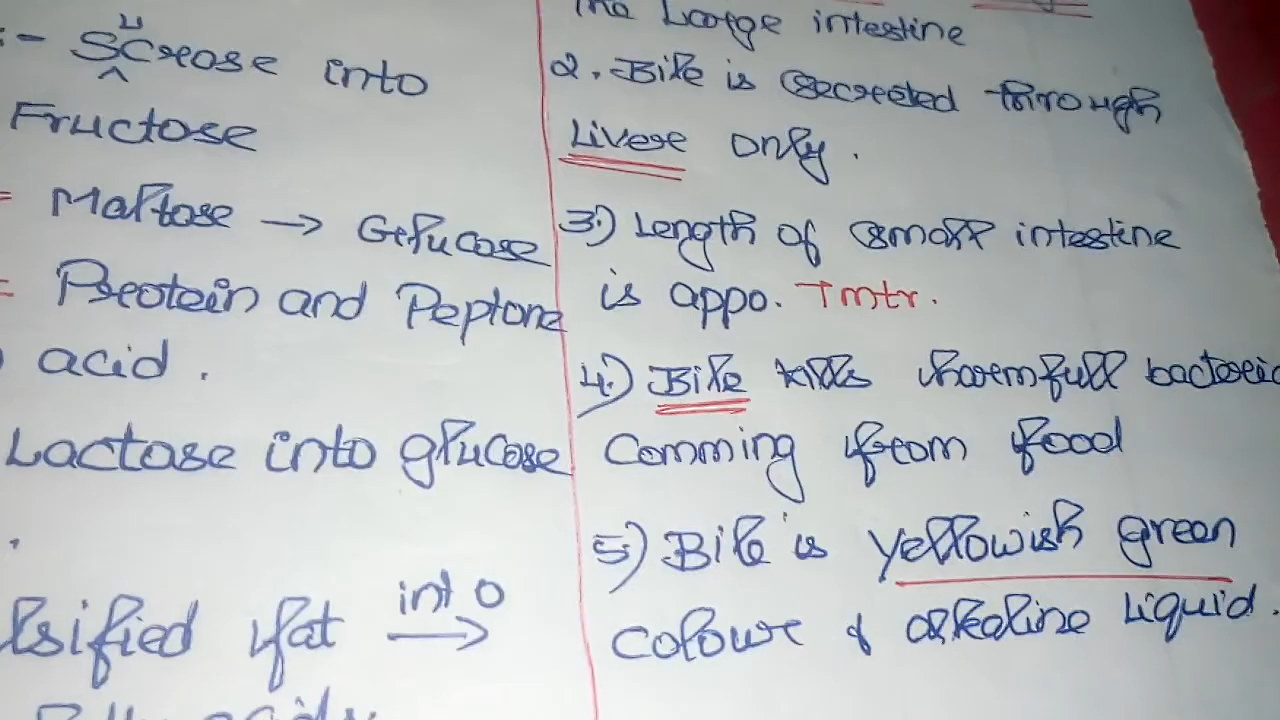 :- Sucrose into
Fructose
= Maltose → Glucose
= Protein and Peptone
acid.
Lactose into glucose
lsified fat into →
The Large intestine
2. Bile is secreted through
Liver only.
3.) Length of small intestine
is appo. 7mtr.
4.) Bile kills harmfull bacteria
Comming from food
5.) Bile is yellowish green
Colour & alkaline Liquid.